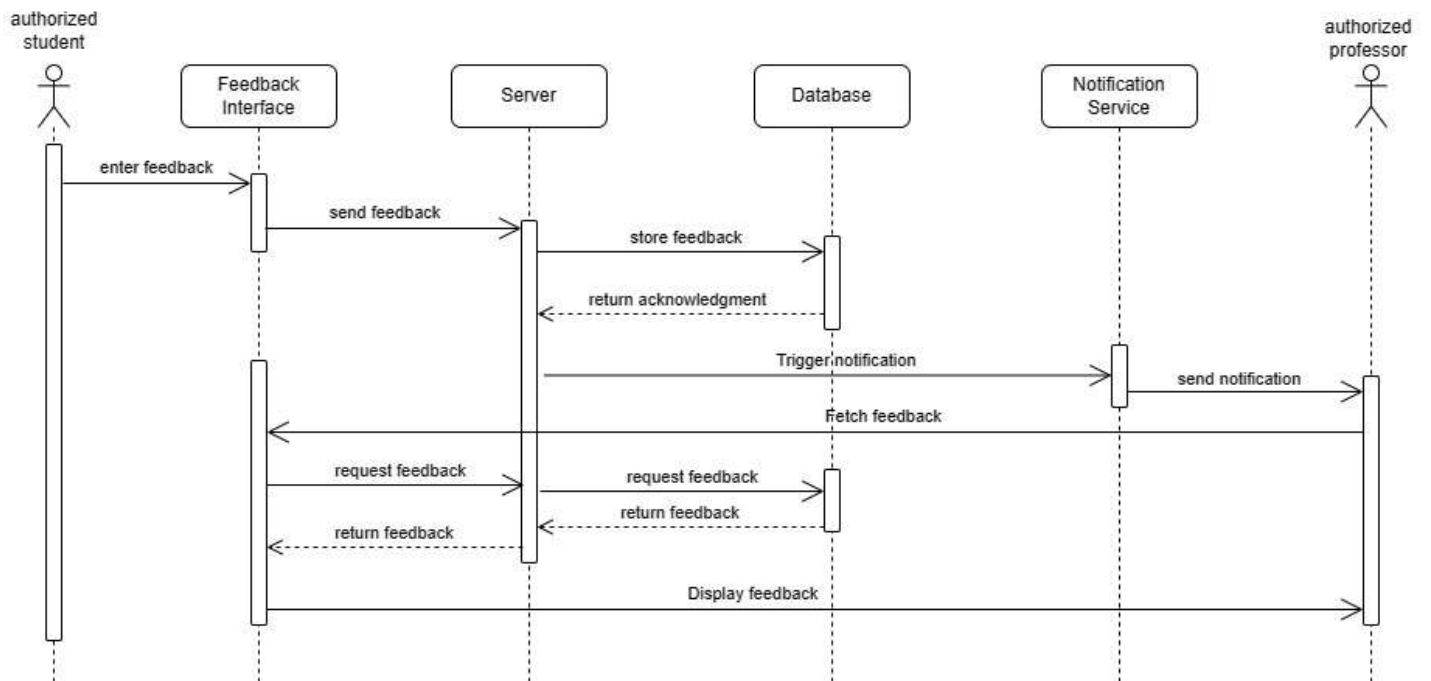 authorized
student
authorized
professor
Feedback
Interface
Server
Database
Notification
Service
enter feedback
send feedback
store feedback
return acknowledgment
Trigger notification
send notification
Fetch feedback
request feedback
request feedback
return feedback
return feedback
Display feedback